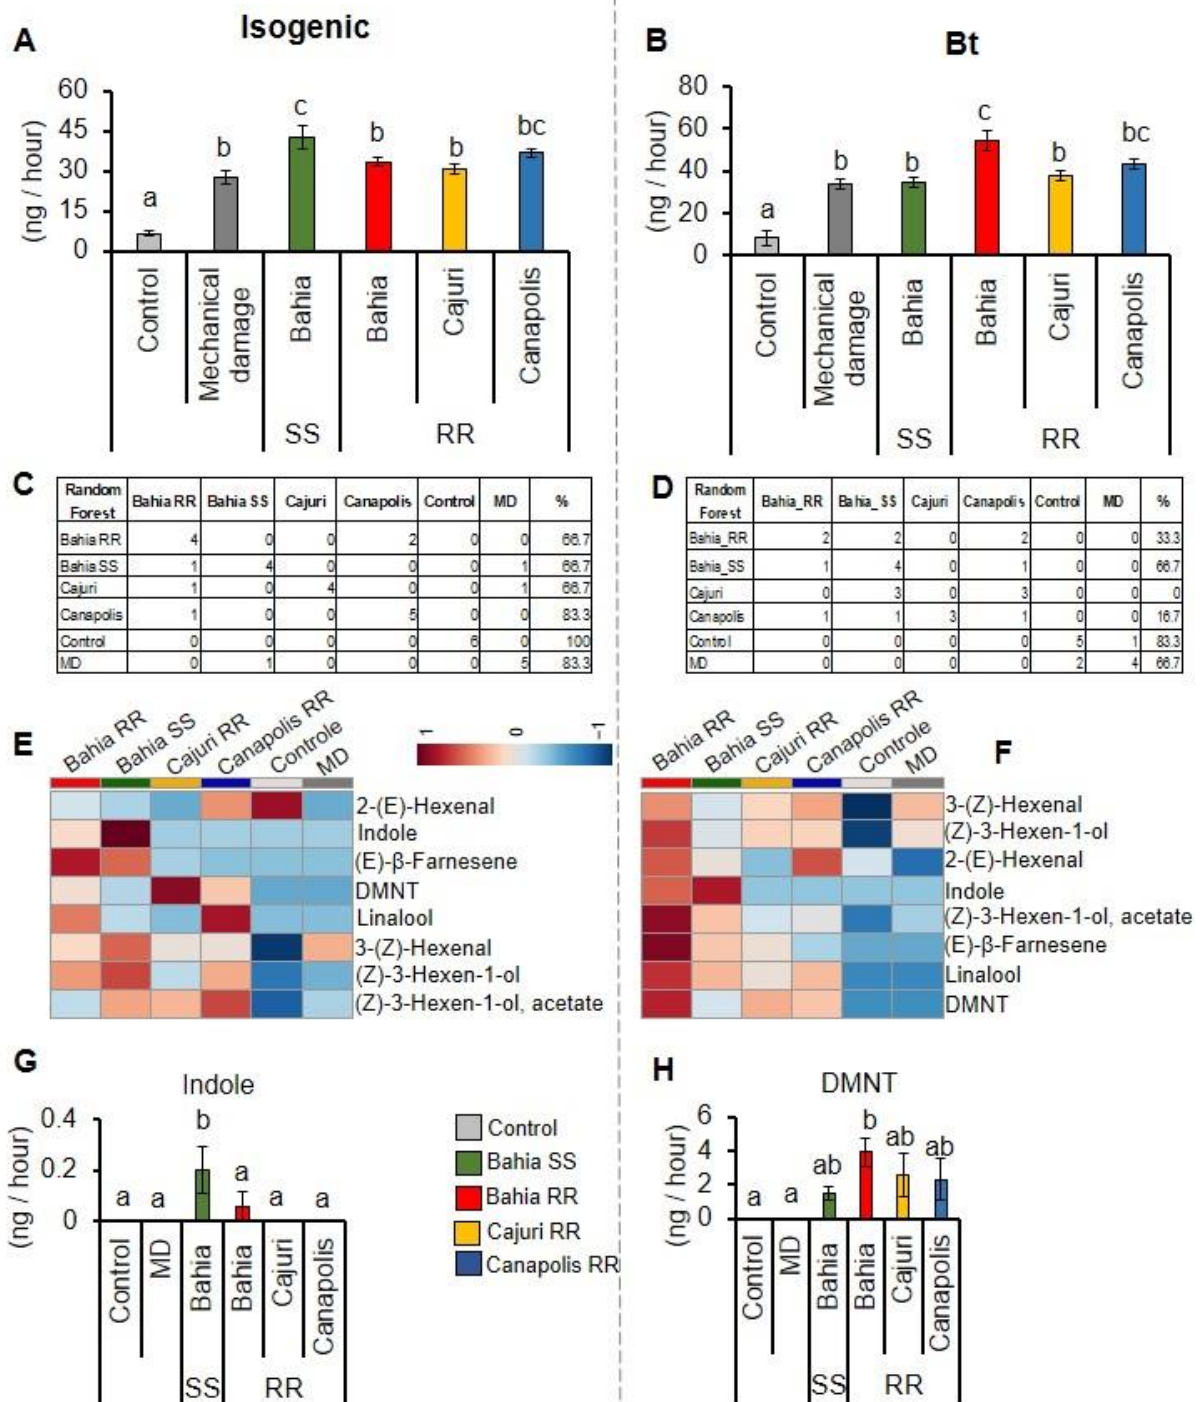 Isogenic
A
(ng / hour)
60
45
30
15
0
a
b
c
b
b
bc
Control
Mechanical
damage
Bahia
Bahia
Cajuri
Canapolis
SS
RR
Bt
B
(ng / hour)
80
60
40
20
0
a
b
b
c
b
bc
Control
Mechanical
damage
Bahia
Bahia
Cajuri
Canapolis
SS
RR
C
Random Forest Bahia RR Bahia SS Cajuri Canapolis Control MD %
Bahia RR 4 0 0 2 0 0 66.7
Bahia SS 1 4 0 0 0 1 66.7
Cajuri 1 0 4 0 0 1 66.7
Canapolis 1 0 0 5 0 0 83.3
Control 0 0 0 0 6 0 100
MD 0 1 0 0 0 5 83.3
D
Random Forest Bahia_RR Bahia_SS Cajuri Canapolis Control MD %
Bahia_RR 2 2 0 2 0 0 33.3
Bahia_SS 1 4 0 1 0 0 66.7
Cajuri 0 3 0 3 0 0 0
Canapolis 1 1 3 1 0 0 16.7
Control 0 0 0 0 5 1 83.3
MD 0 0 0 0 2 4 66.7
E
Bahia RR
Bahia SS
Cajuri RR
Canapolis RR
Controle
MD
1
0
−1
2-(E)-Hexenal
Indole
(E)-β-Farnesene
DMNT
Linalool
3-(Z)-Hexenal
(Z)-3-Hexen-1-ol
(Z)-3-Hexen-1-ol, acetate
F
Bahia RR
Bahia SS
Cajuri RR
Canapolis RR
Controle
MD
3-(Z)-Hexenal
(Z)-3-Hexen-1-ol
2-(E)-Hexenal
Indole
(Z)-3-Hexen-1-ol, acetate
(E)-β-Farnesene
Linalool
DMNT
G
Indole
(ng / hour)
0.4
0.2
0
a
a
b
a
a
a
Control
MD
Bahia
Bahia
Cajuri
Canapolis
SS
RR
Control
Bahia SS
Bahia RR
Cajuri RR
Canapolis RR
H
DMNT
(ng / hour)
6
4
2
0
a
a
ab
b
ab
ab
Control
MD
Bahia
Bahia
Cajuri
Canapolis
SS
RR